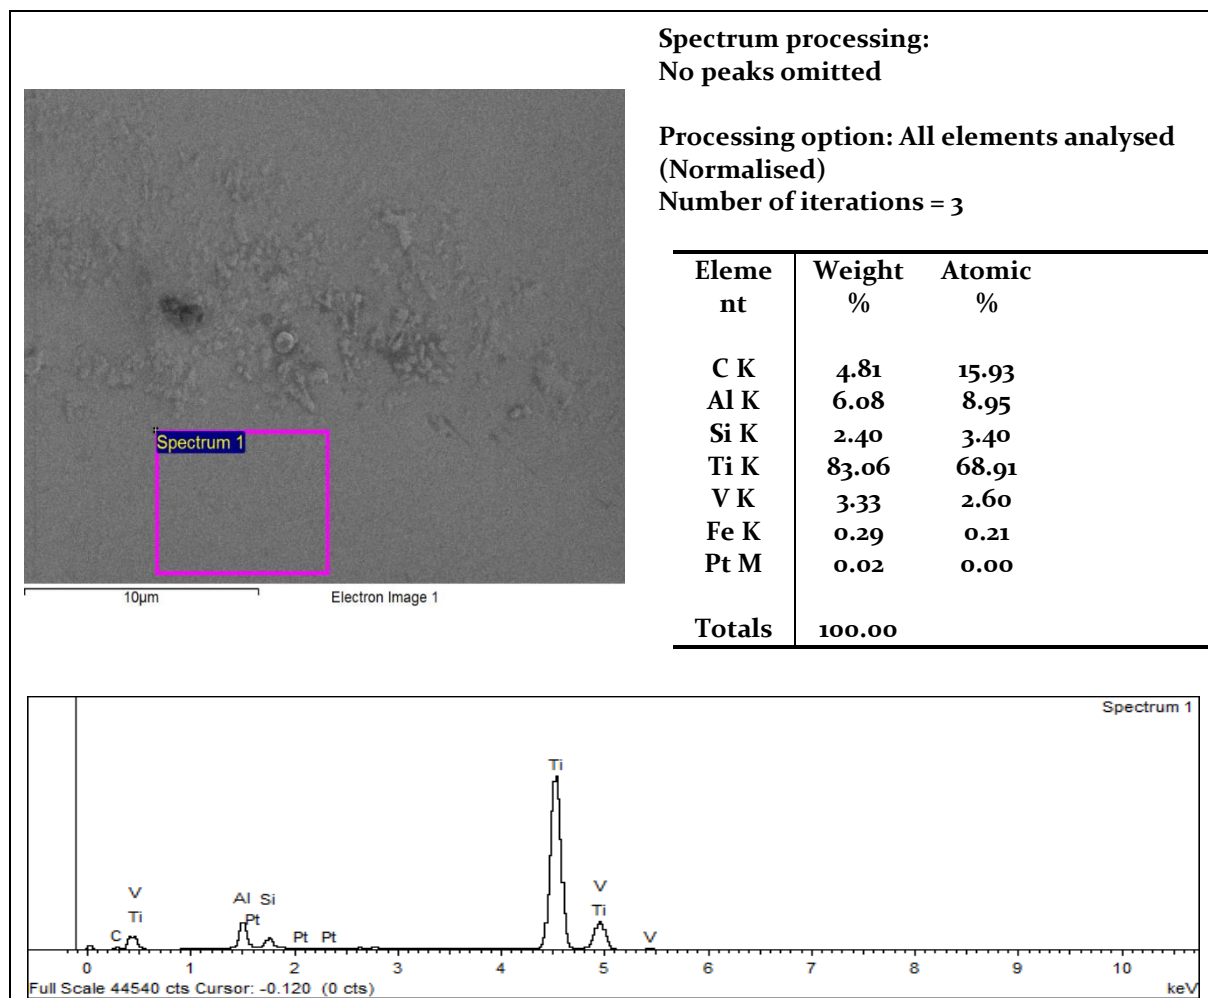 Spectrum processing:
No peaks omitted
Processing option: All elements analysed
(Normalised)
Number of iterations = 3
Spectrum 1
10µm
Electron Image 1
Eleme
nt
Weight
%
Atomic
%
C K 4.81 15.93
Al K 6.08 8.95
Si K 2.40 3.40
Ti K 83.06 68.91
V K 3.33 2.60
Fe K 0.29 0.21
Pt M 0.02 0.00
Totals 100.00
Spectrum 1
Ti
V
Ti
C
Al Si
Pt
Pt Pt
V
Ti
V
0 1 2 3 4 5 6 7 8 9 10
Full Scale 44540 cts Cursor: -0.120 (0 cts)
keV